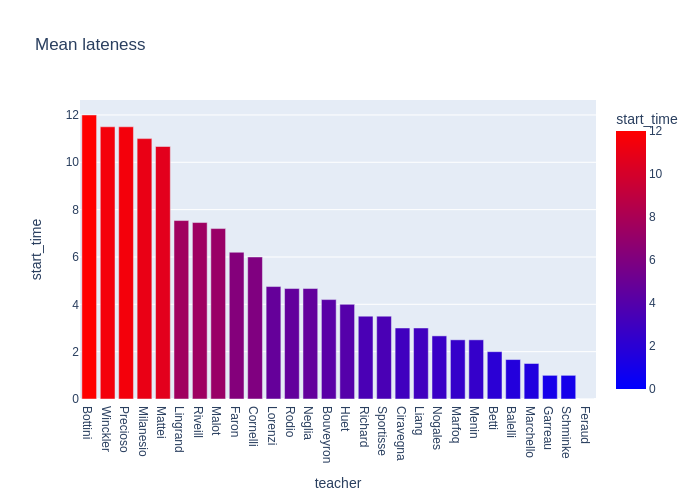 Mean lateness
start_time
12
10
8
6
4
2
0
start_time
12
10
8
6
4
2
0
Bottini
Winckler
Precioso
Milanesio
Mattei
Lingrand
Riveill
Malot
Faron
Cornelli
Lorenzi
Rodio
Neglia
Bouveyron
Huet
Richard
Sportisse
Ciravegna
Liang
Nogales
Marfoq
Menin
Betti
Balelli
Marchello
Garreau
Schminke
Feraud
teacher